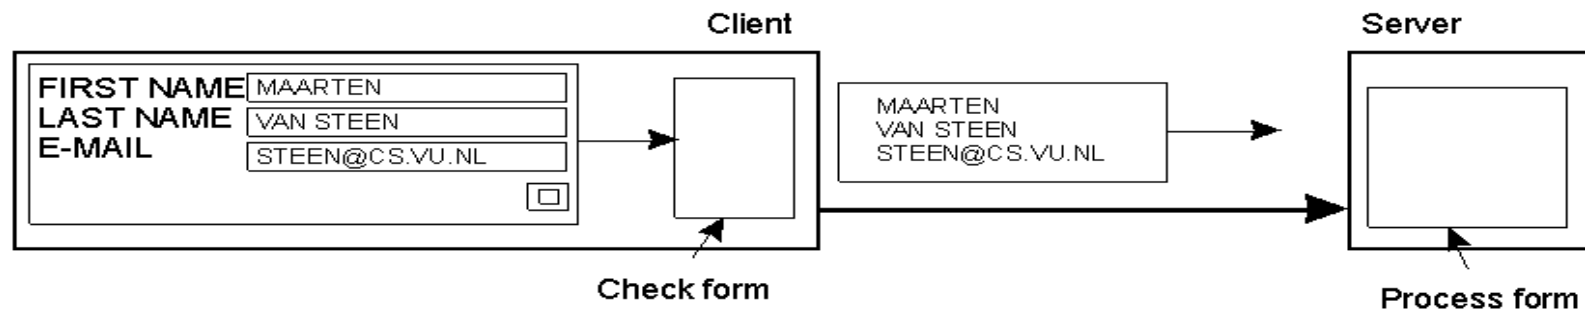 Client
Server
FIRST NAME MAARTEN
LAST NAME VAN STEEN
E-MAIL STEEN@CS.VU.NL
MAARTEN
VAN STEEN
STEEN@CS.VU.NL
Check form
Process form